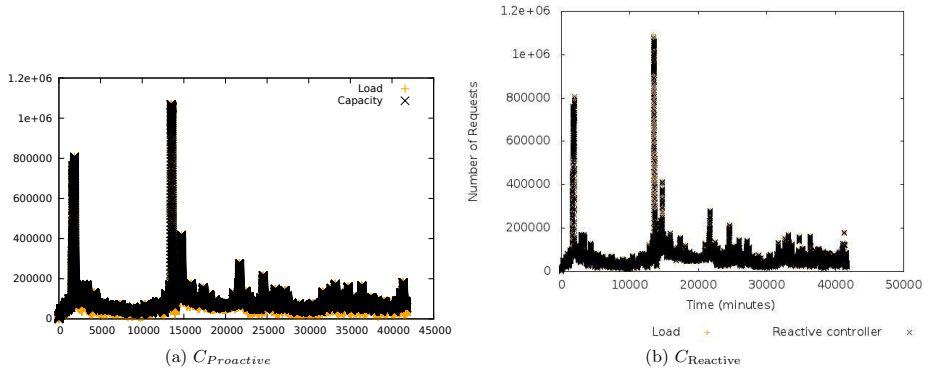 1.2e+06
1e+06
800000
600000
400000
200000
0
0 5000 10000 15000 20000 25000 30000 35000 40000 45000
Load +
Capacity ×
(a) C_Proactive
1.2e+06
1e+06
800000
600000
400000
200000
0
Number of Requests
0 10000 20000 30000 40000 50000
Time (minutes)
Load +
Reactive controller ×
(b) C_Reactive